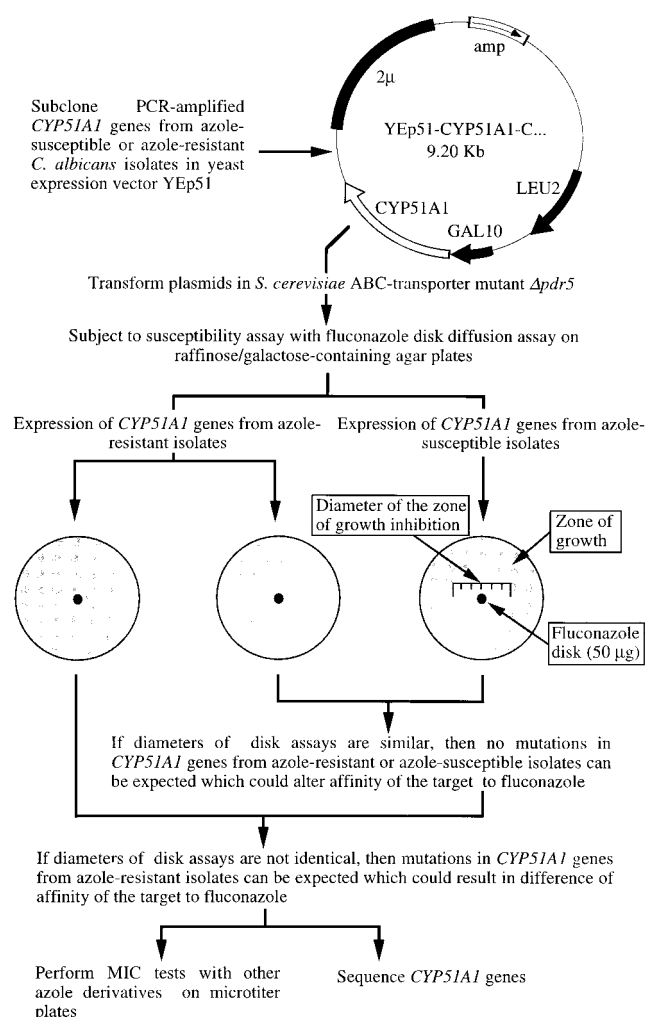 amp
2μ
Subclone PCR-amplified
CYP51A1 genes from azole-
susceptible or azole-resistant
C. albicans isolates in yeast
expression vector YEp51
YEp51-CYP51A1-C...
9.20 Kb
LEU2
CYP51A1
GAL10
Transform plasmids in S. cerevisiae ABC-transporter mutant Δpdr5
Subject to susceptibility assay with fluconazole disk diffusion assay on
raffinose/galactose-containing agar plates
Expression of CYP51A1 genes from azole-
resistant isolates
Expression of CYP51A1 genes from azole-
susceptible isolates
Diameter of the zone
of growth inhibition
Zone of
growth
Fluconazole
disk (50 μg)
If diameters of disk assays are similar, then no mutations in
CYP51A1 genes from azole-resistant or azole-susceptible isolates can
be expected which could alter affinity of the target to fluconazole
If diameters of disk assays are not identical, then mutations in CYP51A1 genes
from azole-resistant isolates can be expected which could result in difference of
affinity of the target to fluconazole
Perform MIC tests with other
azole derivatives on microtiter
plates
Sequence CYP51A1 genes